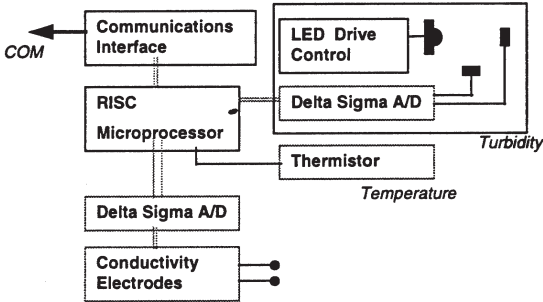 Communications
Interface
COM
LED Drive
Control
RISC
Microprocessor
Delta Sigma A/D
Turbidity
Thermistor
Temperature
Delta Sigma A/D
Conductivity
Electrodes